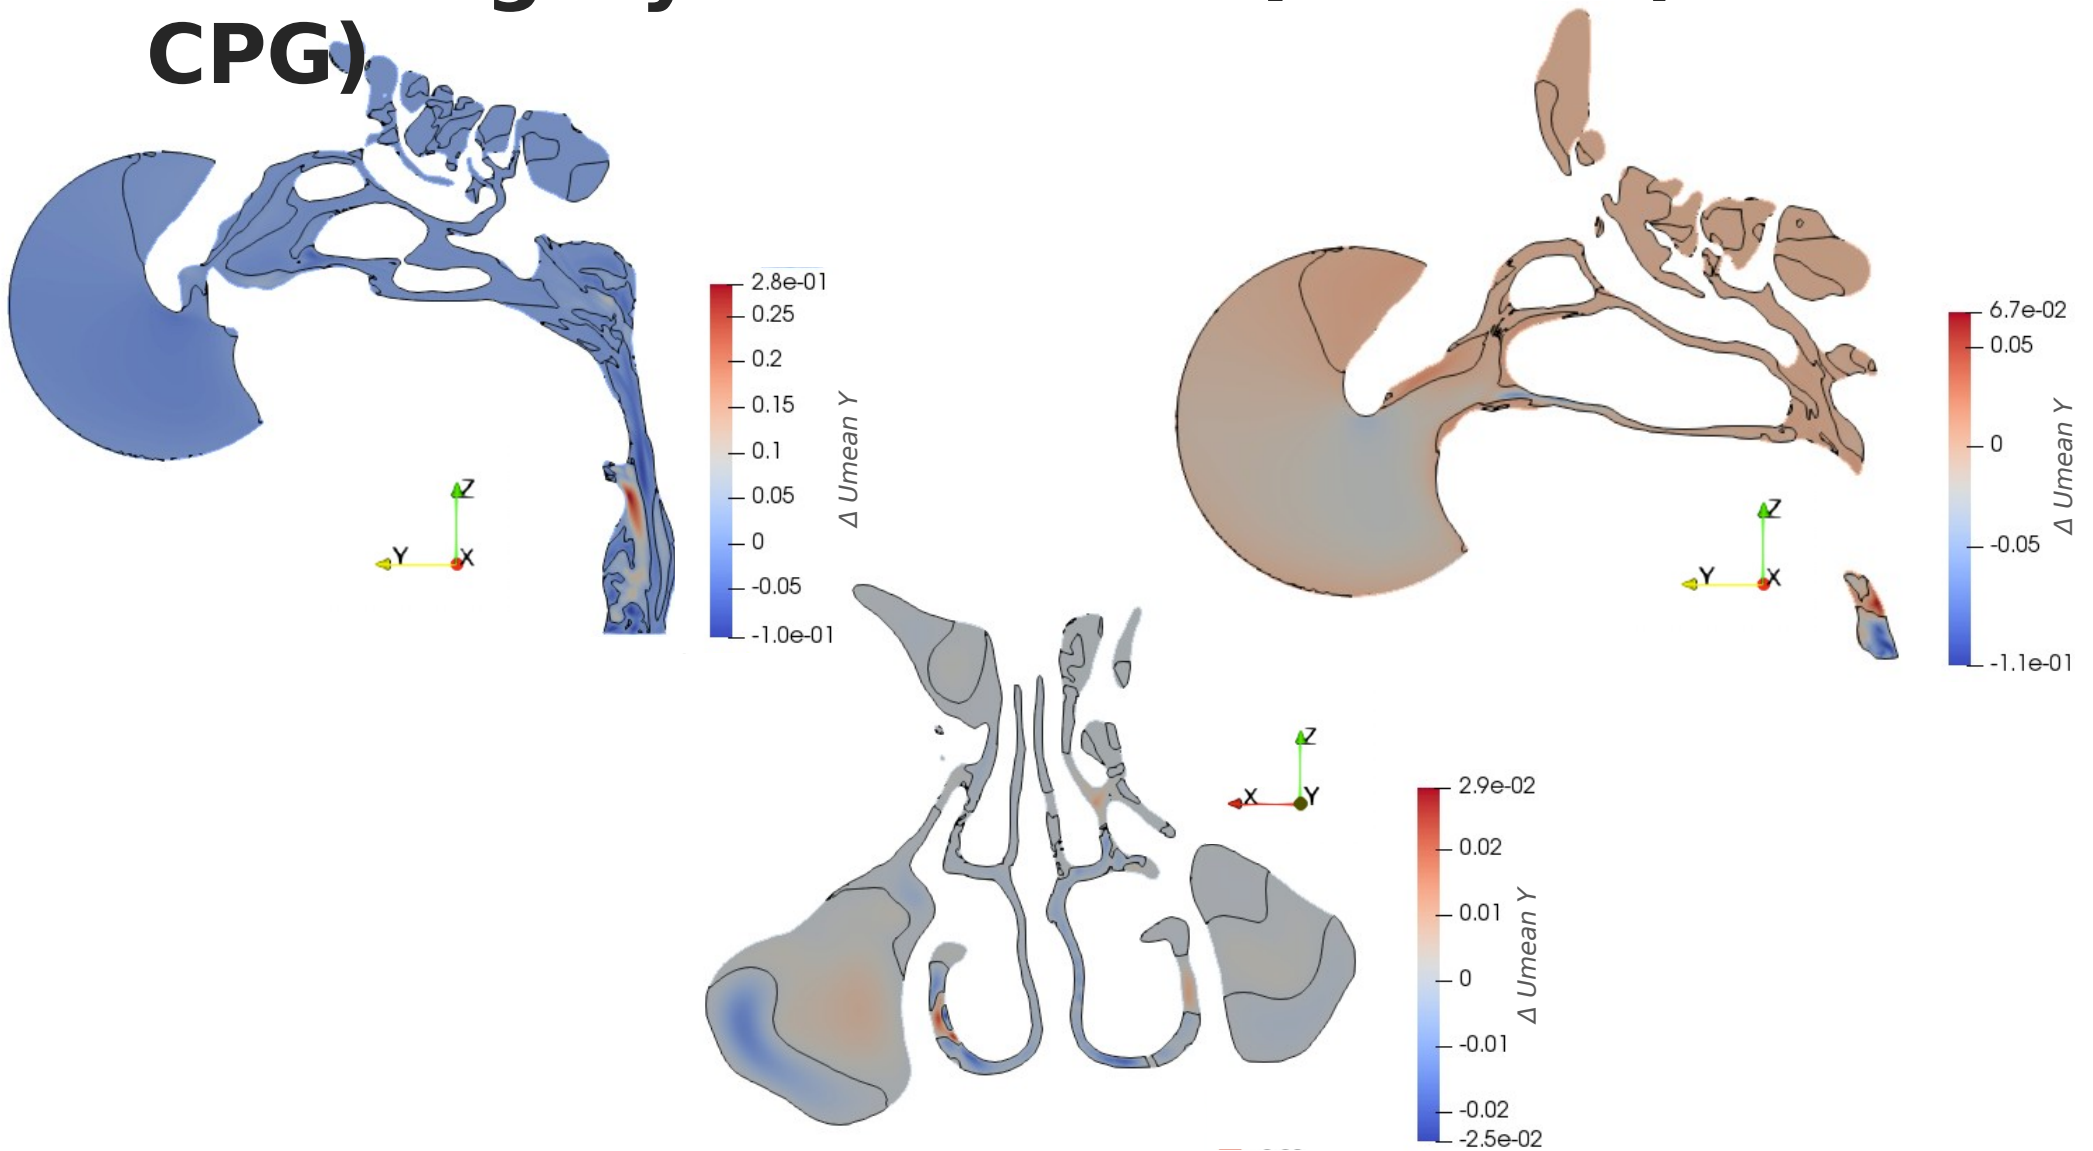 CPG)
2.8e-01
0.25
0.2
0.15
0.1
0.05
0
-0.05
-1.0e-01
Δ Umean Y
Z
Y
X
6.7e-02
0.05
0
-0.05
-1.1e-01
Δ Umean Y
Z
Y
X
2.9e-02
0.02
0.01
0
-0.01
-0.02
-2.5e-02
Δ Umean Y
Z
X
Y